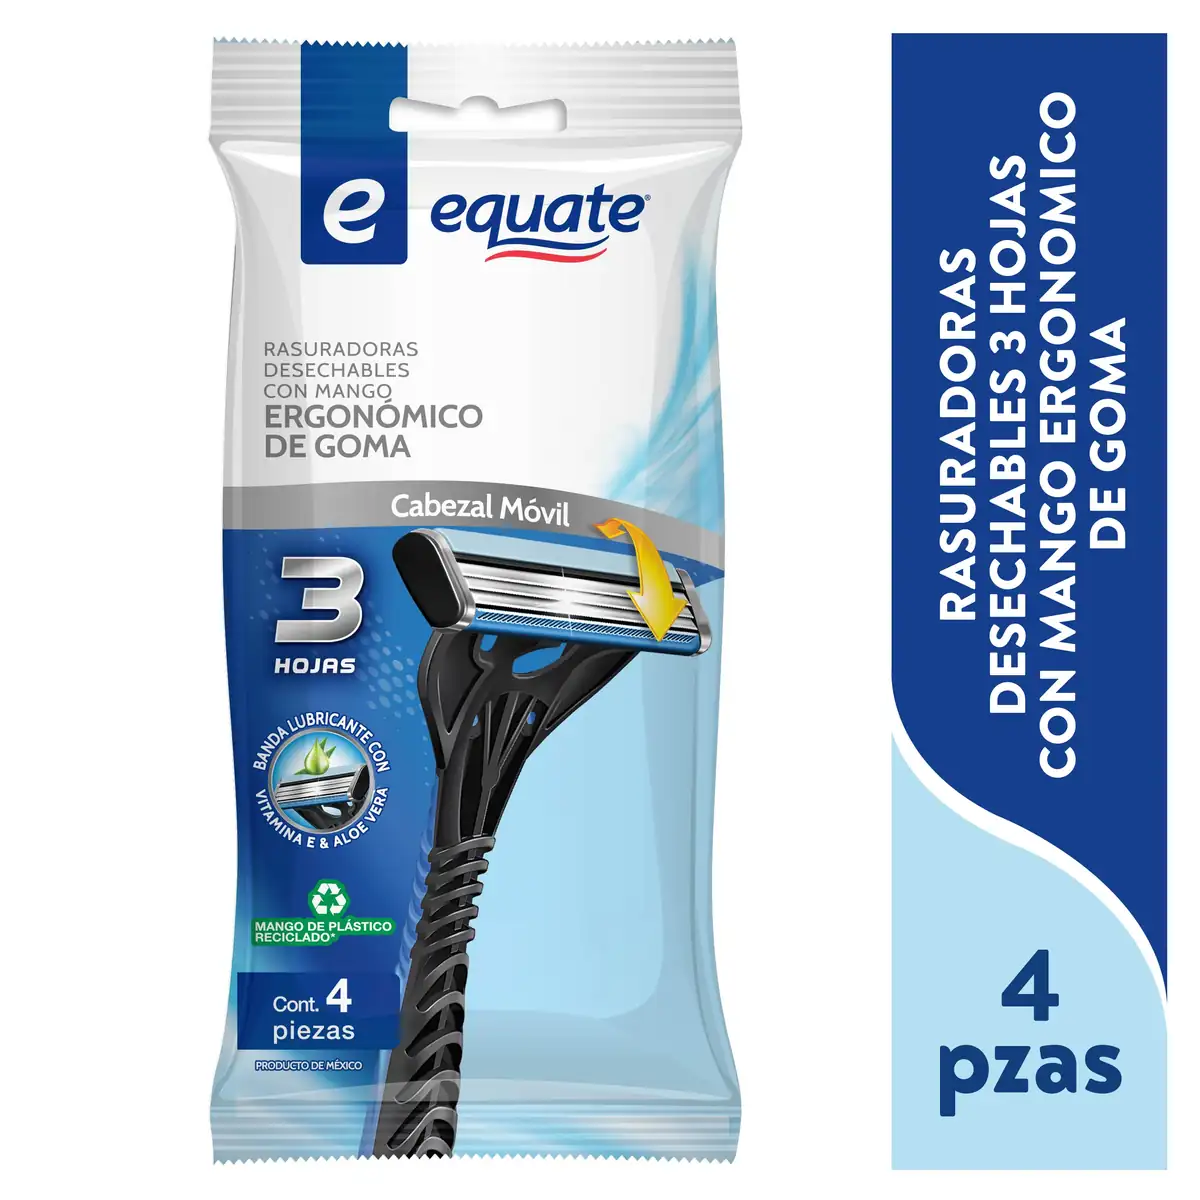 e
equate®
RASURADORAS
DESECHABLES
CON MANGO
ERGONÓMICO
DE GOMA
Cabezal Móvil
3
HOJAS
BANDA LUBRICANTE CON
VITAMINA E & ALOE VERA
MANGO DE PLÁSTICO
RECICLADO*
Cont. 4
piezas
PRODUCTO DE MÉXICO
RASURADORAS
DESECHABLES 3 HOJAS
CON MANGO ERGONOMICO
DE GOMA
4
pzas